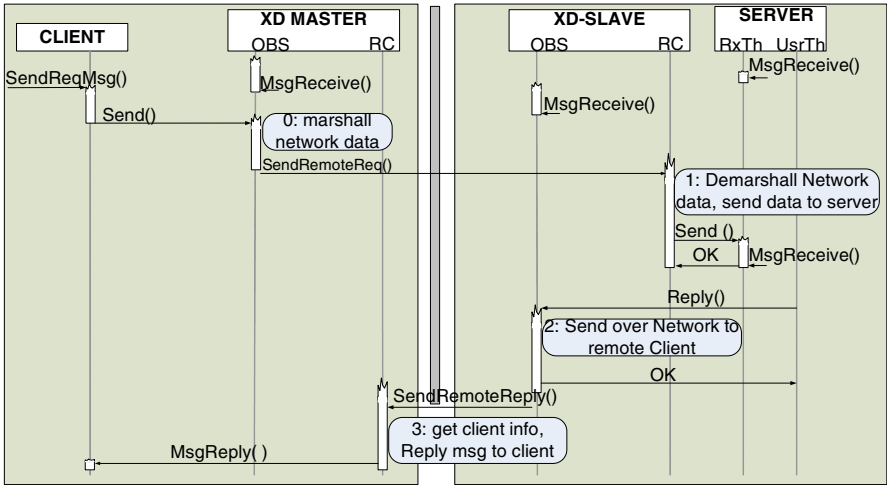 CLIENT
XD MASTER
OBS RC
XD-SLAVE
OBS RC
SERVER
RxTh UsrTh
SendReqMsg()
MsgReceive()
MsgReceive()
MsgReceive()
Send()
0: marshall
network data
SendRemoteReq()
1: Demarshall Network
data, send data to server
Send ()
OK
MsgReceive()
Reply()
2: Send over Network to
remote Client
OK
SendRemoteReply()
3: get client info,
Reply msg to client
MsgReply( )